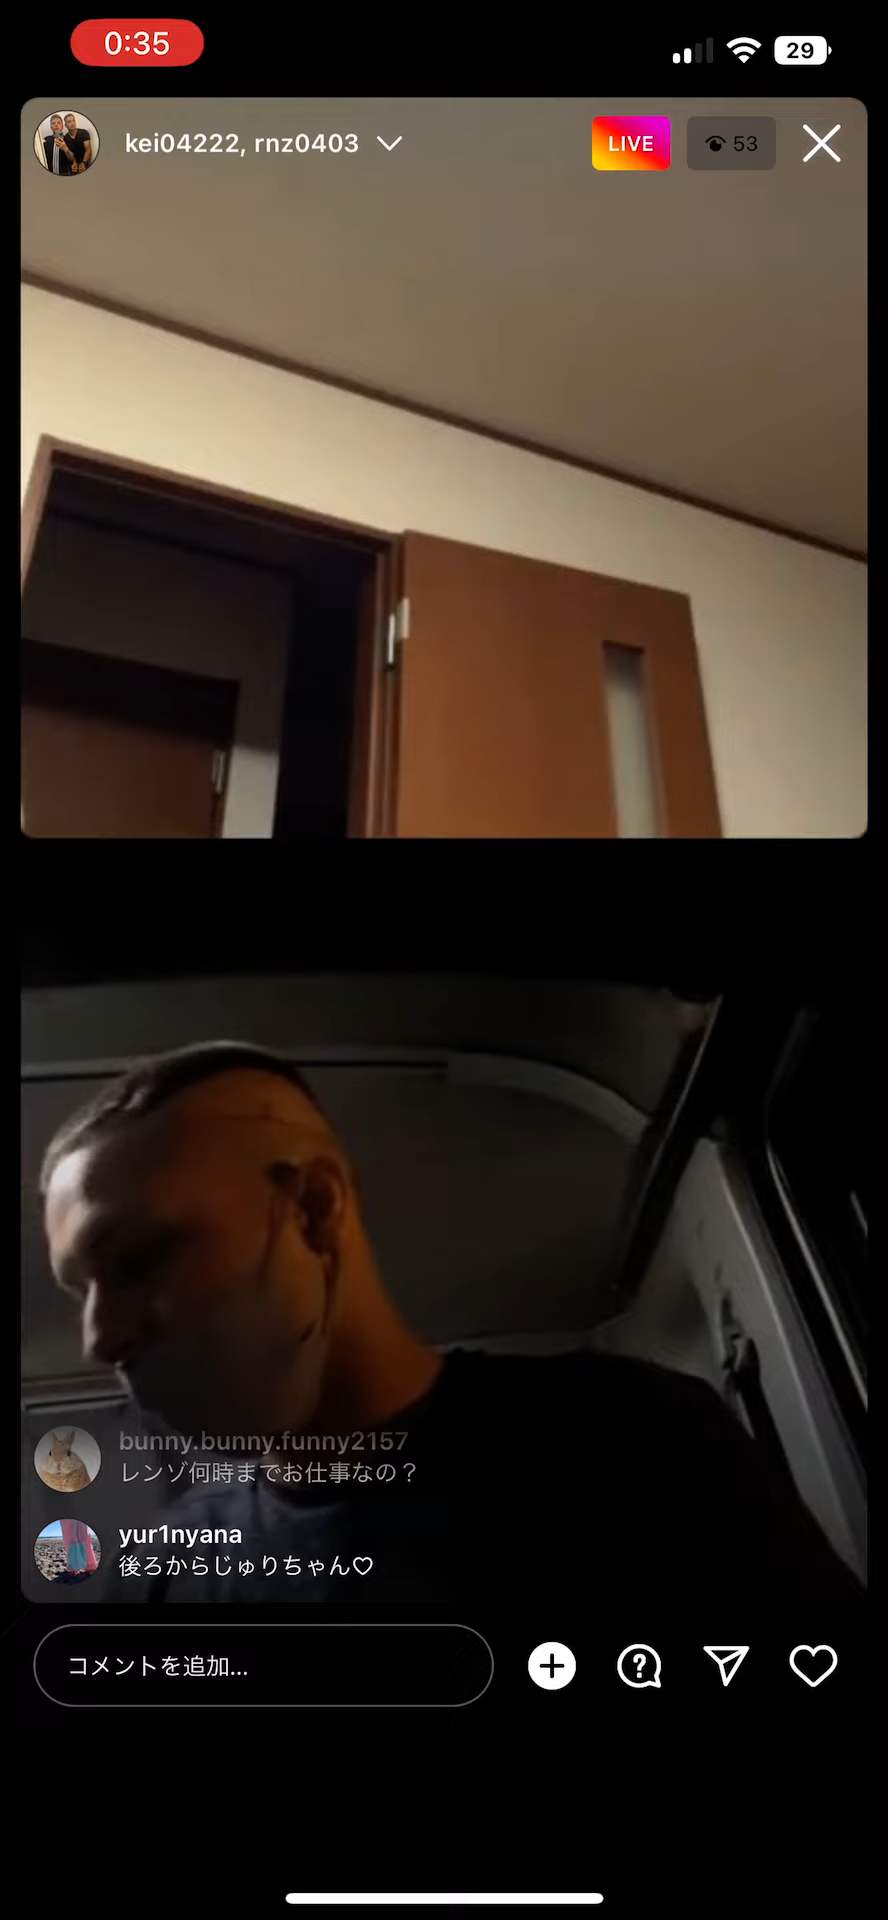 0:35
29
kei04222, rnz0403
LIVE
53
bunny.bunny.funny2157
レンゾ何時までお仕事なの？
yur1nyana
後ろからじゅりちゃん♡
コメントを追加...